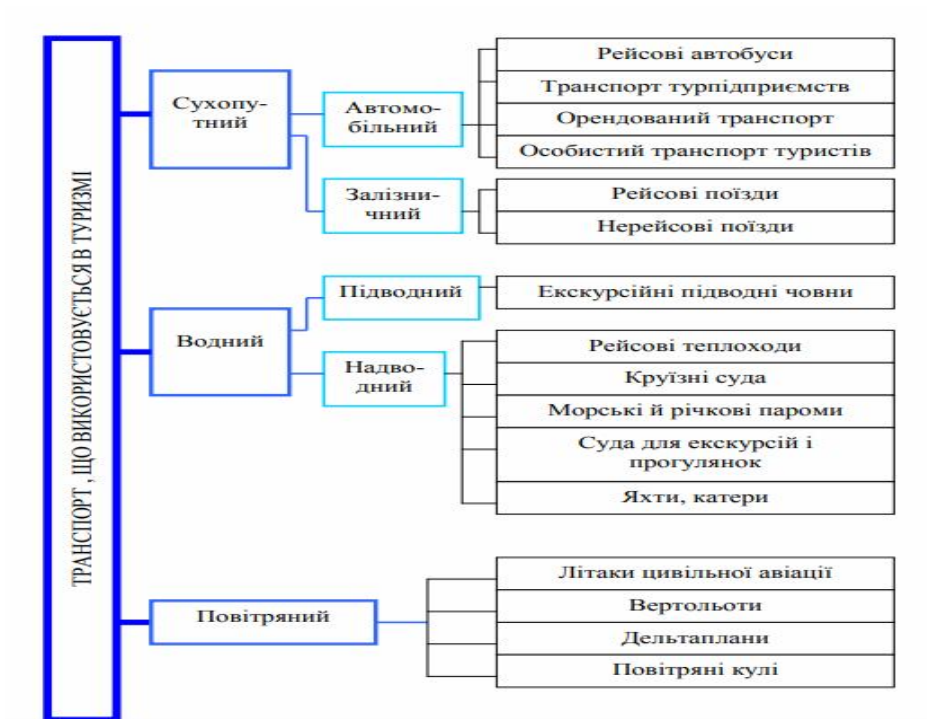 ТРАНСПОРТ , ЩО ВИКОРИСТОВУЄТЬСЯ В ТУРИЗМІ
Сухопу-
тний
Автомо-
більний
Рейсові автобуси
Транспорт турпідприємств
Орендований транспорт
Особистий транспорт туристів
Залізни-
чний
Рейсові поїзди
Нерейсові поїзди
Водний
Підводний
Екскурсійні підводні човни
Надво-
дний
Рейсові теплоходи
Круїзні суда
Морські й річкові пароми
Суда для екскурсій і
прогулянок
Яхти, катери
Повітряний
Літаки цивільної авіації
Вертольоти
Дельтаплани
Повітряні кулі